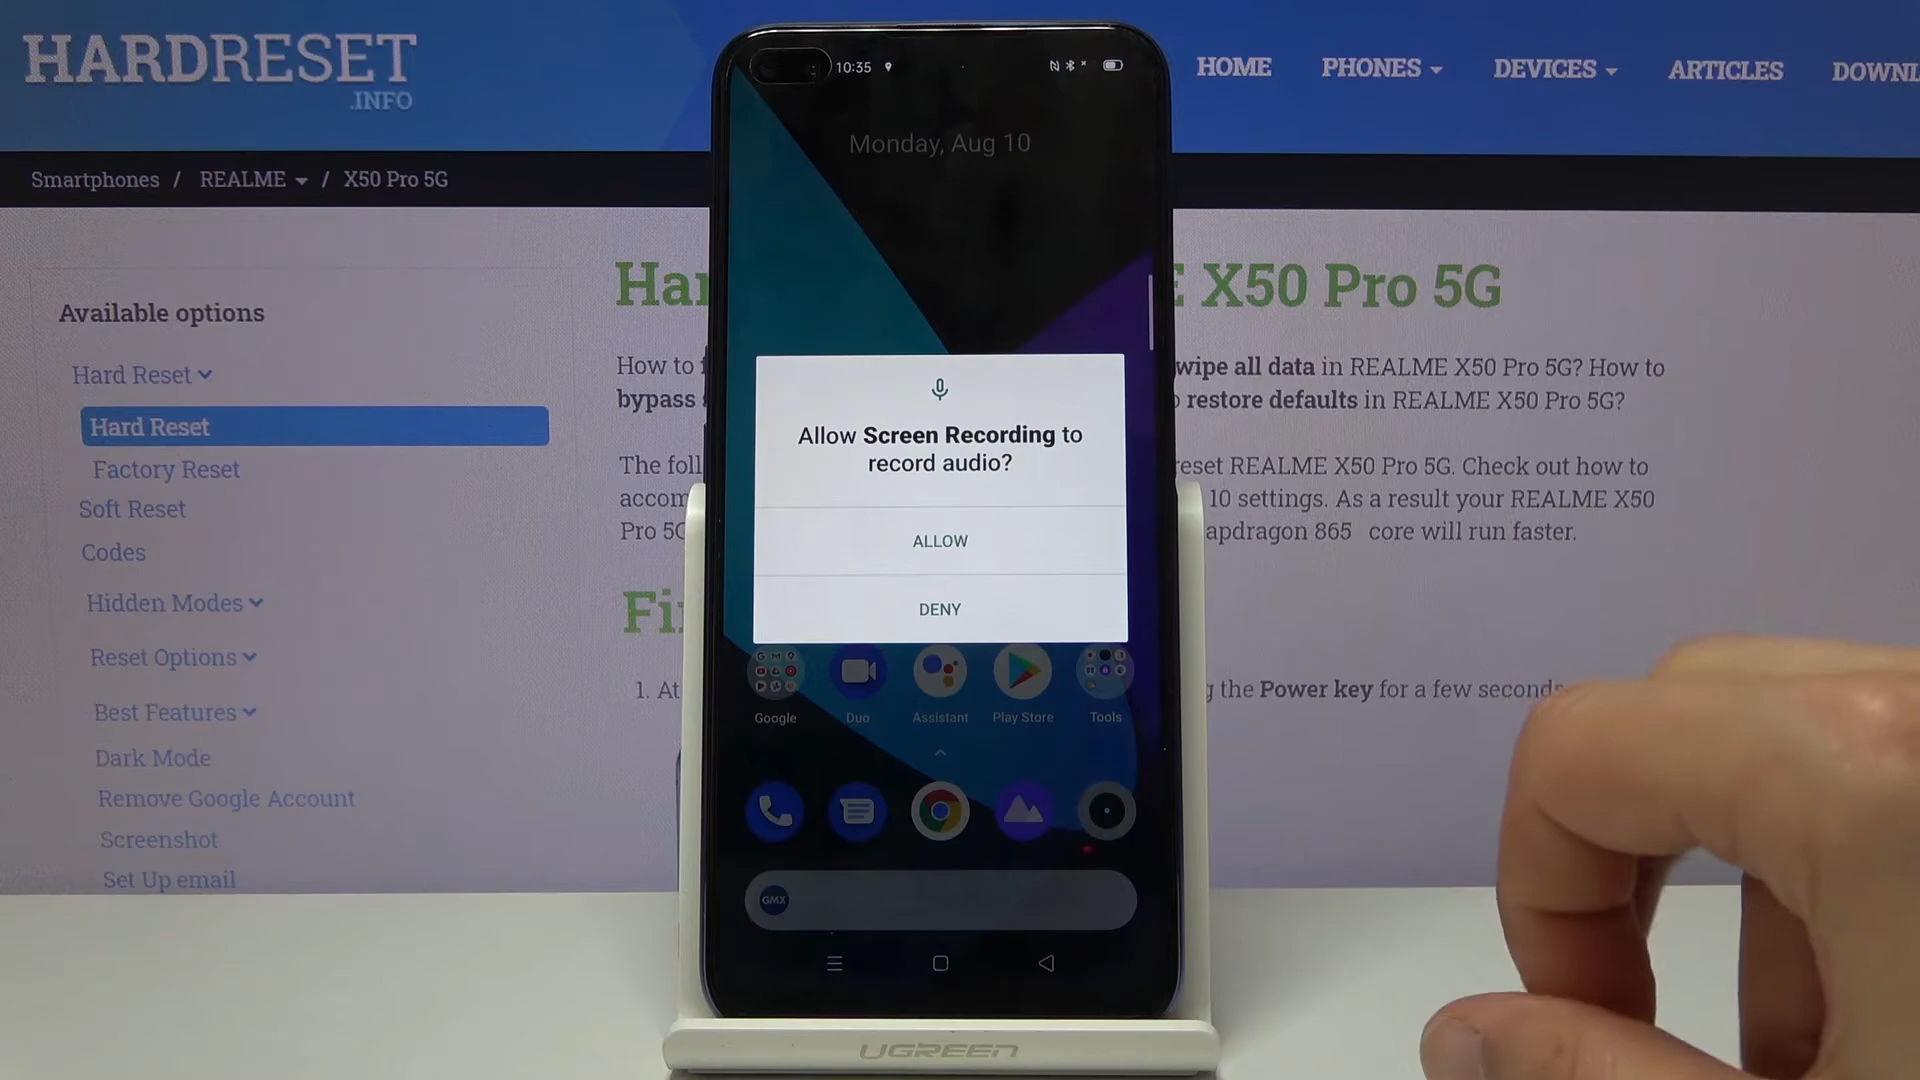 HARDRESET
.INFO
HOME PHONES DEVICES ARTICLES
Smartphones / REALME / X50 Pro 5G
Available options
Hard Reset
Hard Reset
Factory Reset
Soft Reset
Codes
Hidden Modes
Reset Options
Best Features
Dark Mode
Remove Google Account
Screenshot
Set Up email
X50 Pro 5G
How to
wipe all data in REALME X50 Pro 5G? How to
bypass
restore defaults in REALME X50 Pro 5G?
The
reset REALME X50 Pro 5G. Check out how to
10 settings. As a result your REALME X50
Pro
core will run faster.
865
1. At
the Power key for a few seconds
10:35
Monday, Aug 10
Allow Screen Recording to
record audio?
ALLOW
DENY
Google Duo Assistant Play Store Tools
GMX
UGREEN